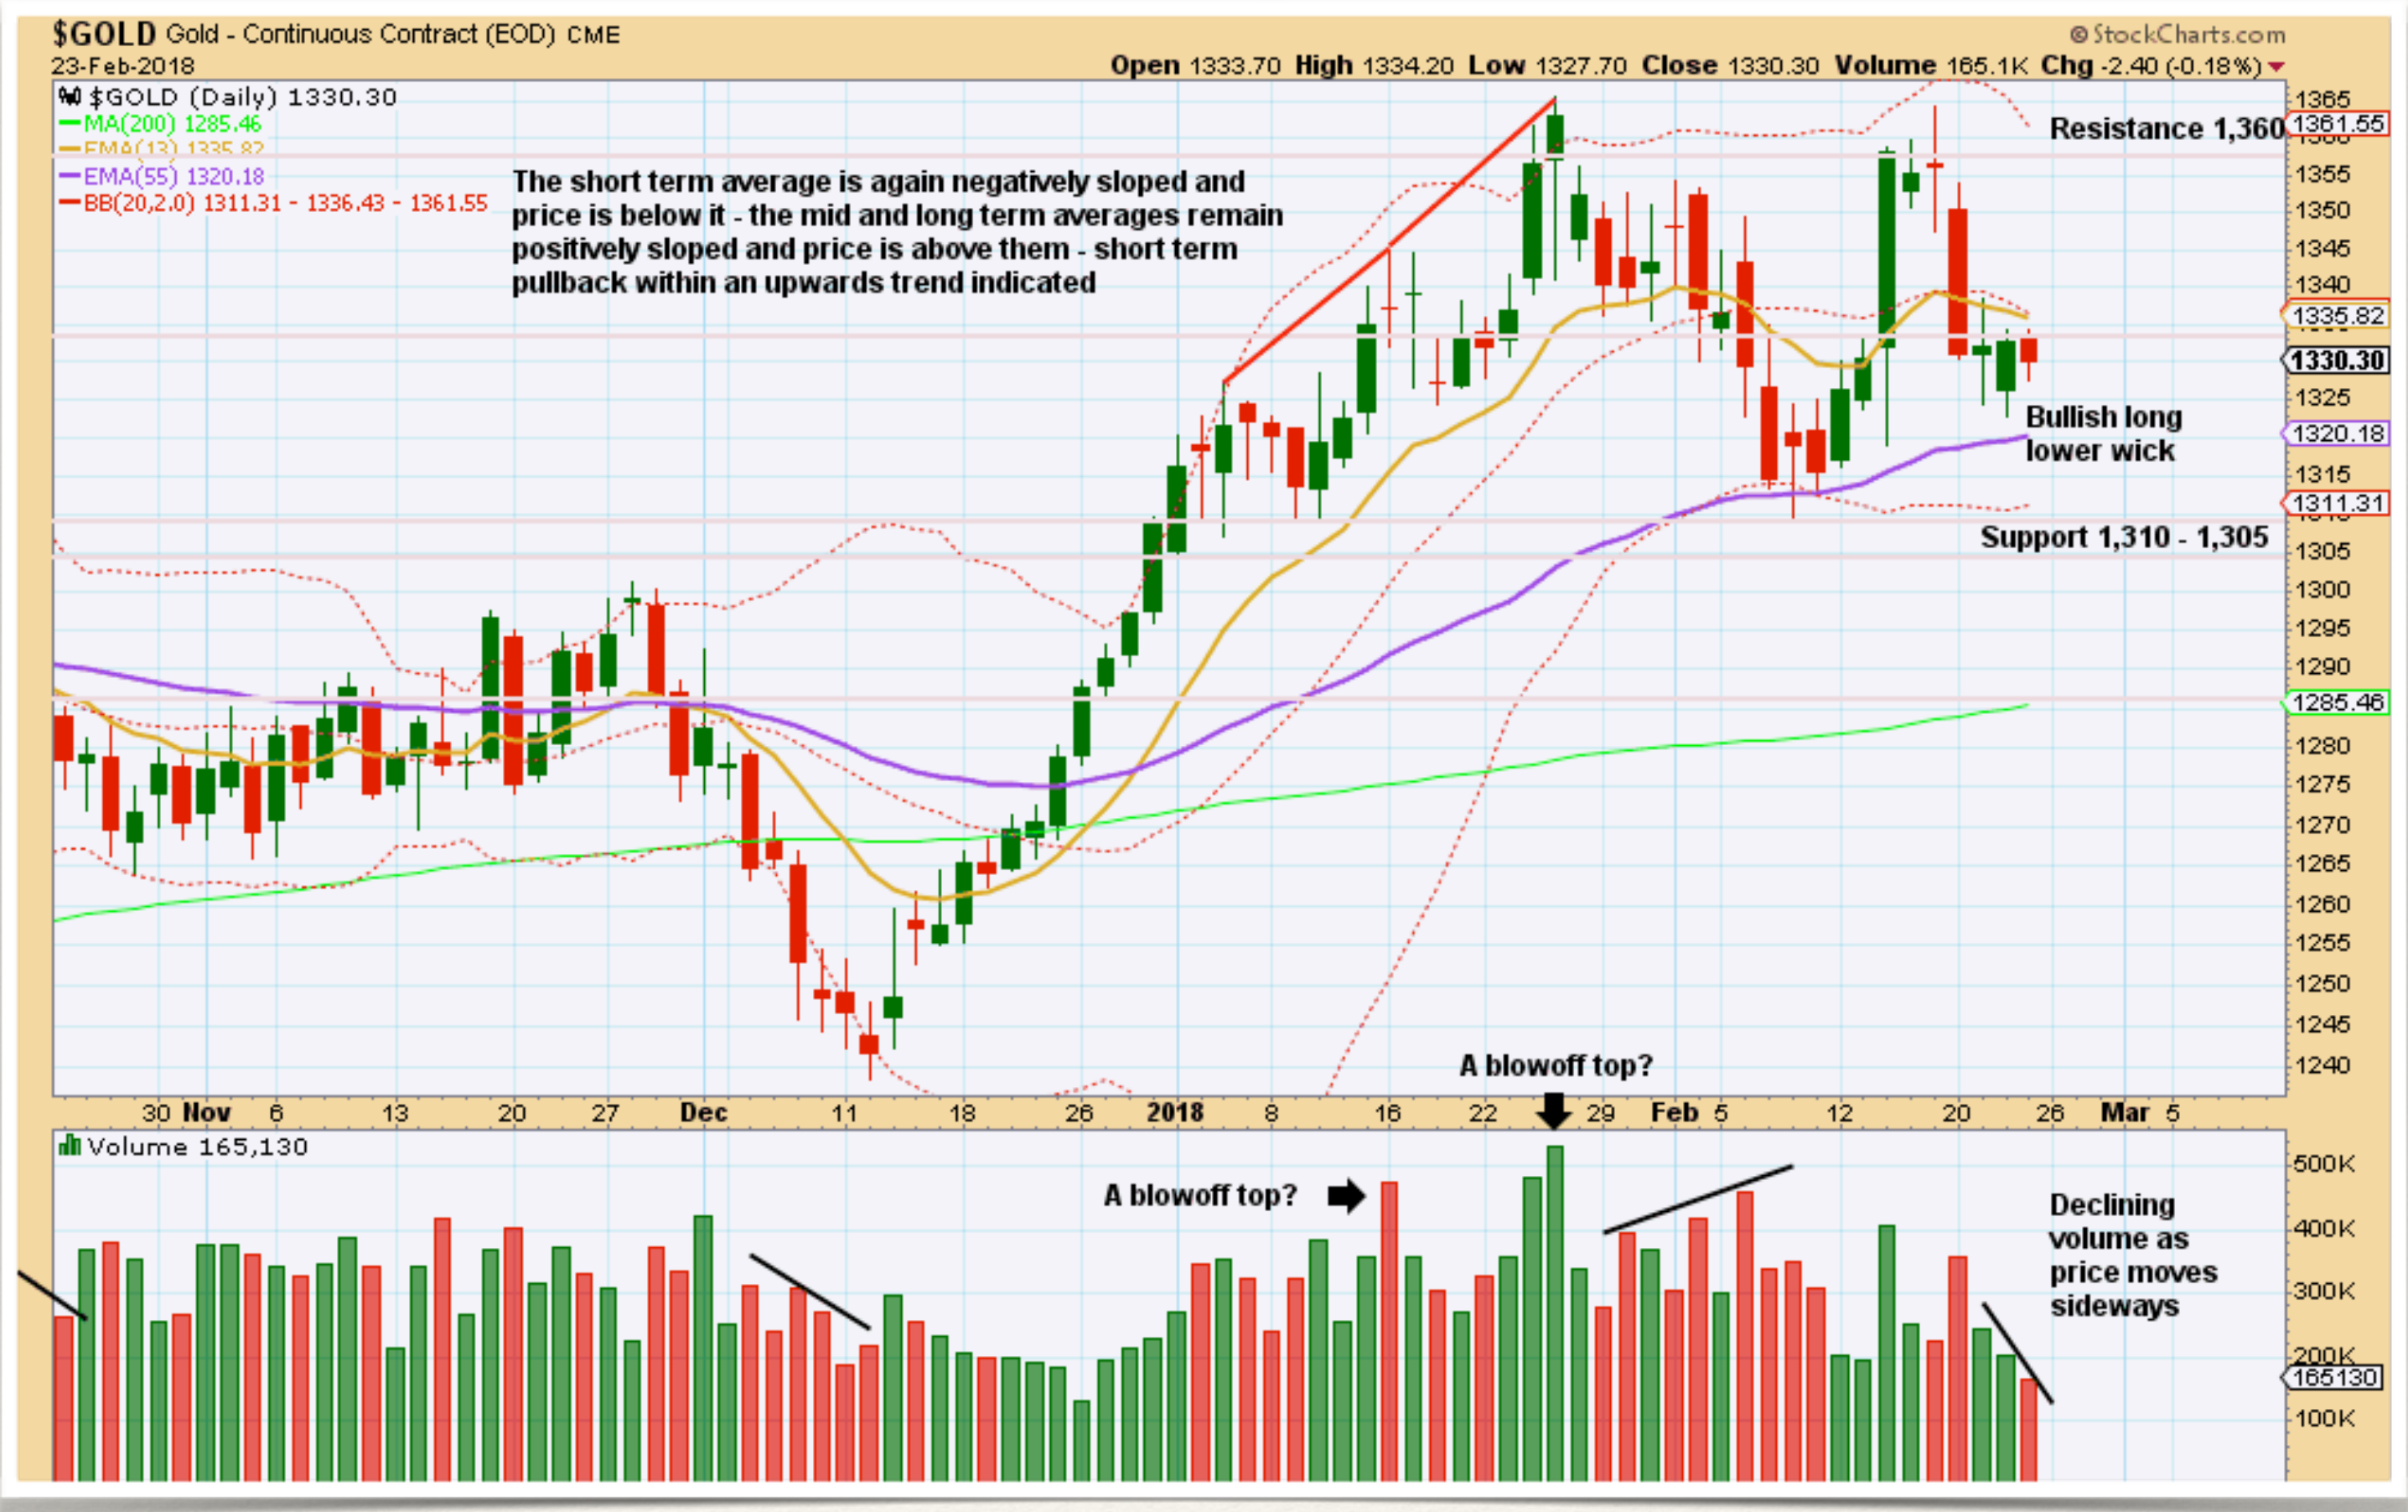 $GOLD Gold - Continuous Contract (EOD) CME
© StockCharts.com
23-Feb-2018
Open 1333.70 High 1334.20 Low 1327.70 Close 1330.30 Volume 165.1K Chg -2.40 (-0.18%)
$GOLD (Daily) 1330.30
MA(200) 1285.46
EMA(13) 1335.82
EMA(55) 1320.18
BB(20,2.0) 1311.31 - 1336.43 - 1361.55
The short term average is again negatively sloped and
price is below it - the mid and long term averages remain
positively sloped and price is above them - short term
pullback within an upwards trend indicated
Resistance 1,360
Bullish long
lower wick
Support 1,310 - 1,305
1365
1361.55
1355
1350
1345
1340
1335.82
1330.30
1325
1320.18
1315
1311.31
1305
1300
1295
1290
1285.46
1280
1275
1270
1265
1260
1255
1250
1245
1240
A blowoff top?
30 Nov 6 13 20 27 Dec 11 18 26 2018 8 16 22 29 Feb 5 12 20 26 Mar 5
Volume 165,130
A blowoff top?
Declining
volume as
price moves
sideways
500K
400K
300K
200K
165130
100K